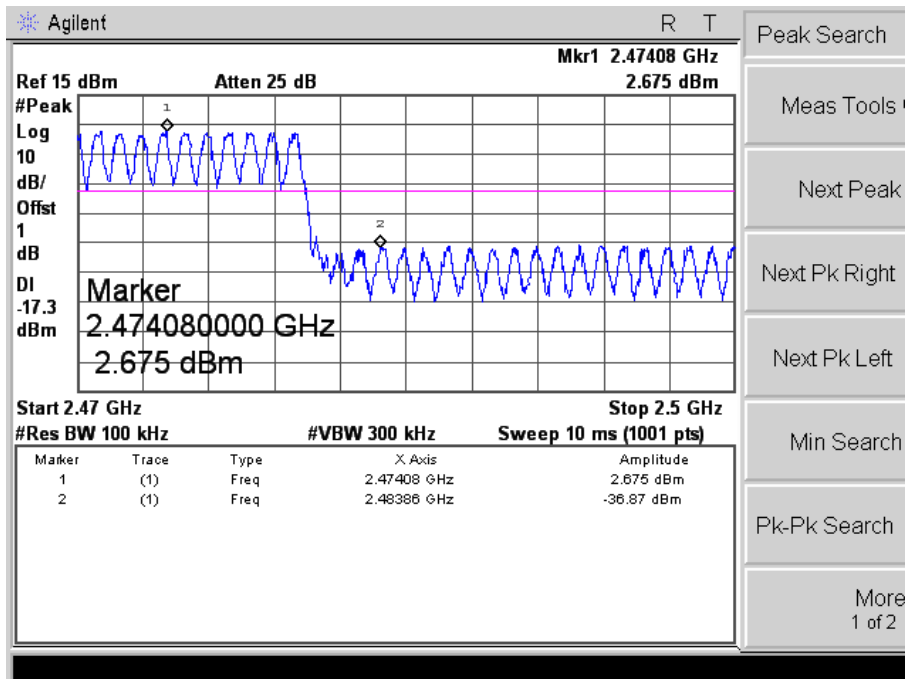 Agilent R T
Mkr1 2.47408 GHz
Ref 15 dBm Atten 25 dB 2.675 dBm
#Peak
Log
10
dB/
Offst
1
dB
DI
-17.3
dBm
1
2
Marker
2.474080000 GHz
2.675 dBm
Start 2.47 GHz Stop 2.5 GHz
#Res BW 100 kHz #VBW 300 kHz Sweep 10 ms (1001 pts)
Marker Trace Type X Axis Amplitude
1 (1) Freq 2.47408 GHz 2.675 dBm
2 (1) Freq 2.48386 GHz -36.87 dBm
Peak Search
Meas Tools
Next Peak
Next Pk Right
Next Pk Left
Min Search
Pk-Pk Search
More
1 of 2